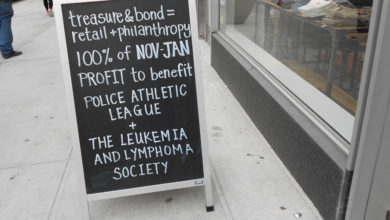 treasure & bond =
retail + philanthropy
100% of NOV-JAN
PROFIT to benefit
POLICE ATHLETIC
LEAGUE
+
THE LEUKEMIA
AND LYMPHOMA
SOCIETY